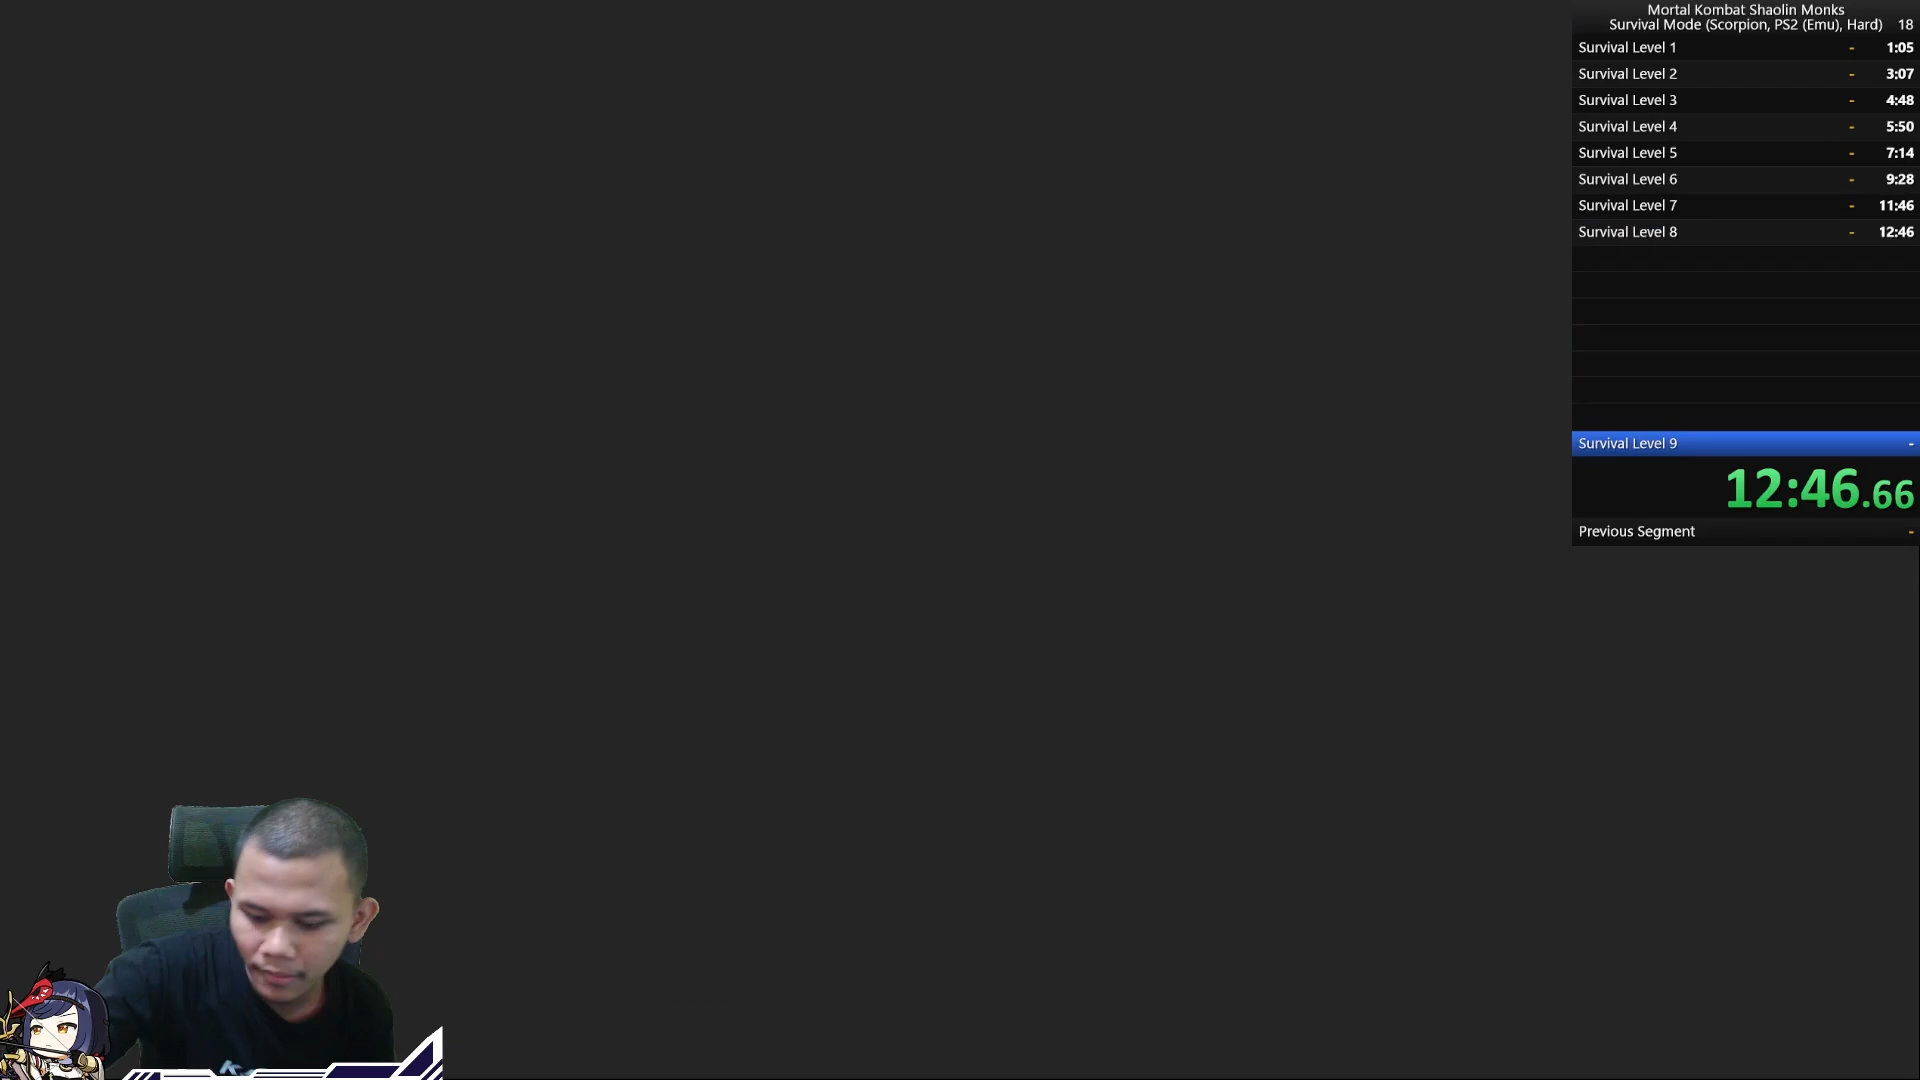 Mortal Kombat Shaolin Monks
Survival Mode (Scorpion, PS2 (Emu), Hard) 18
Survival Level 1 - 1:05
Survival Level 2 - 3:07
Survival Level 3 - 4:48
Survival Level 4 - 5:50
Survival Level 5 - 7:14
Survival Level 6 - 9:28
Survival Level 7 - 11:46
Survival Level 8 - 12:46
Survival Level 9 -
12:46.66
Previous Segment -